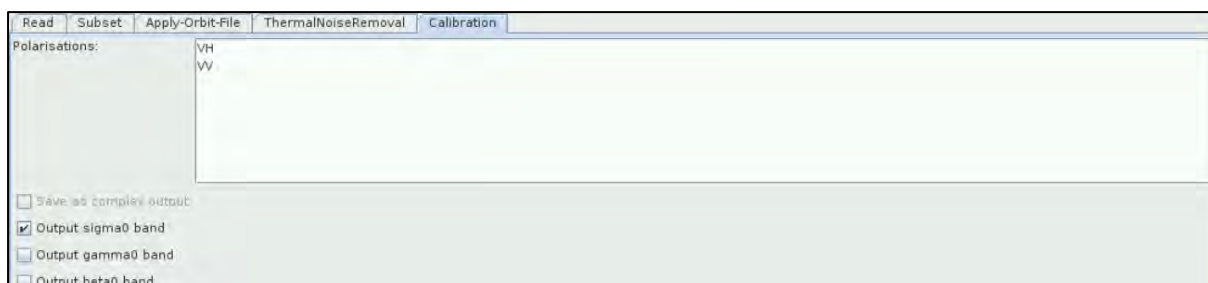 Read Subset Apply-Orbit-File ThermalNoiseRemoval Calibration
Polarisations: VH
VV
Save as complex output
Output sigma0 band
Output gamma0 band
Output beta0 band